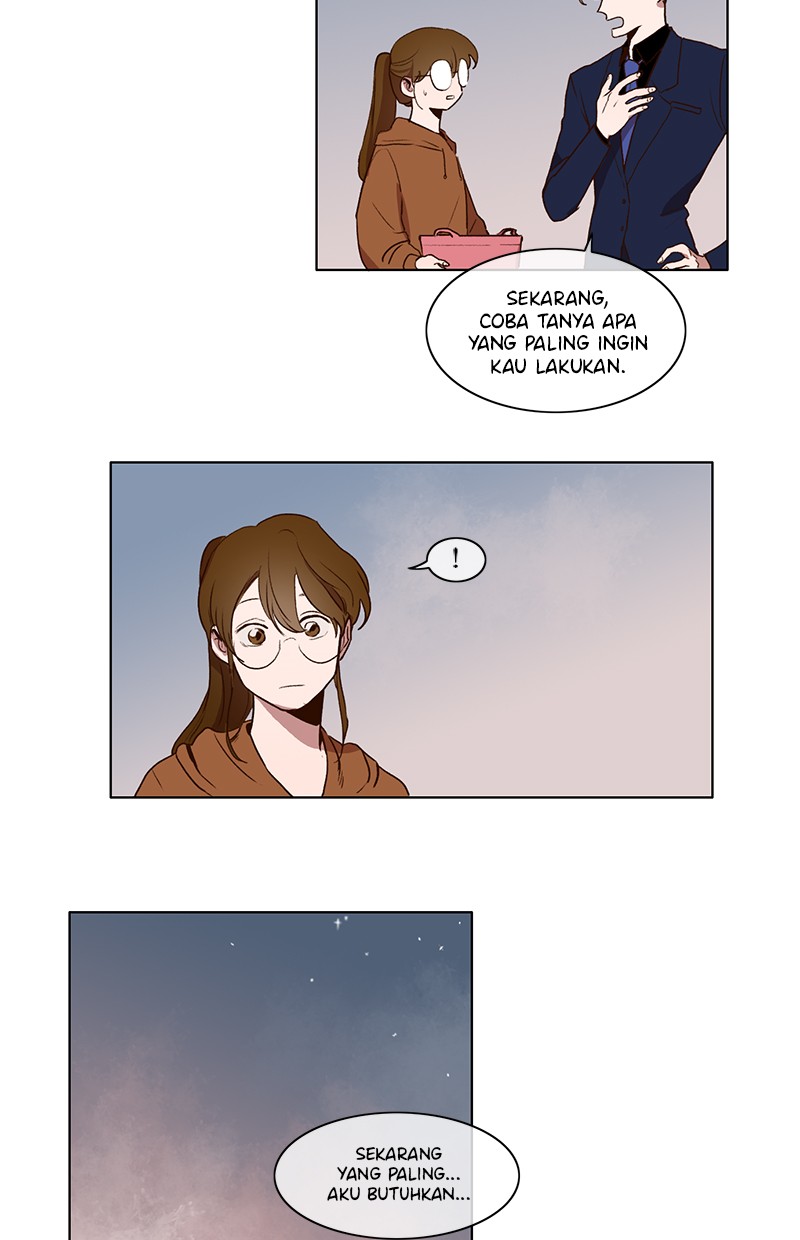 SEKARANG,
COBA TANYA APA
YANG PALING INGIN
KAU LAKUKAN.
!
SEKARANG
YANG PALING...
AKU BUTUHKAN...